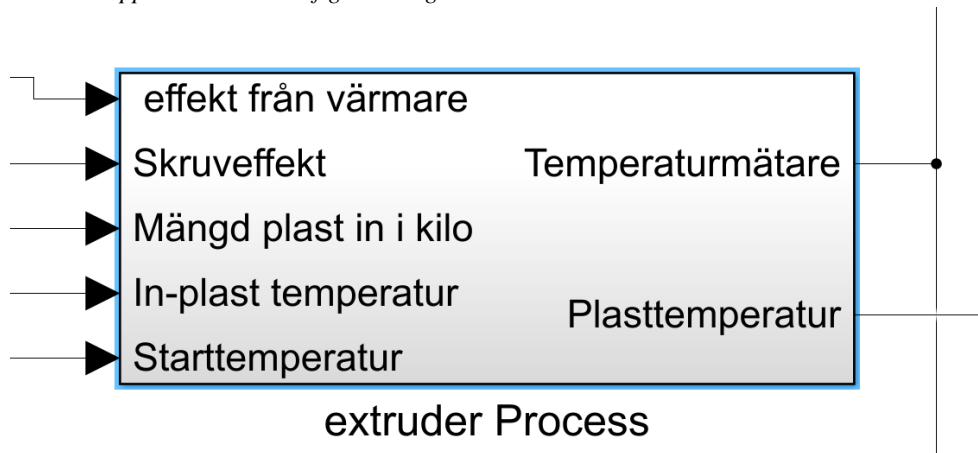 effekt från värmare
Skruveffekt
Temperaturmätare
Mängd plast in i kilo
In-plast temperatur
Plasttemperatur
Starttemperatur
extruder Process